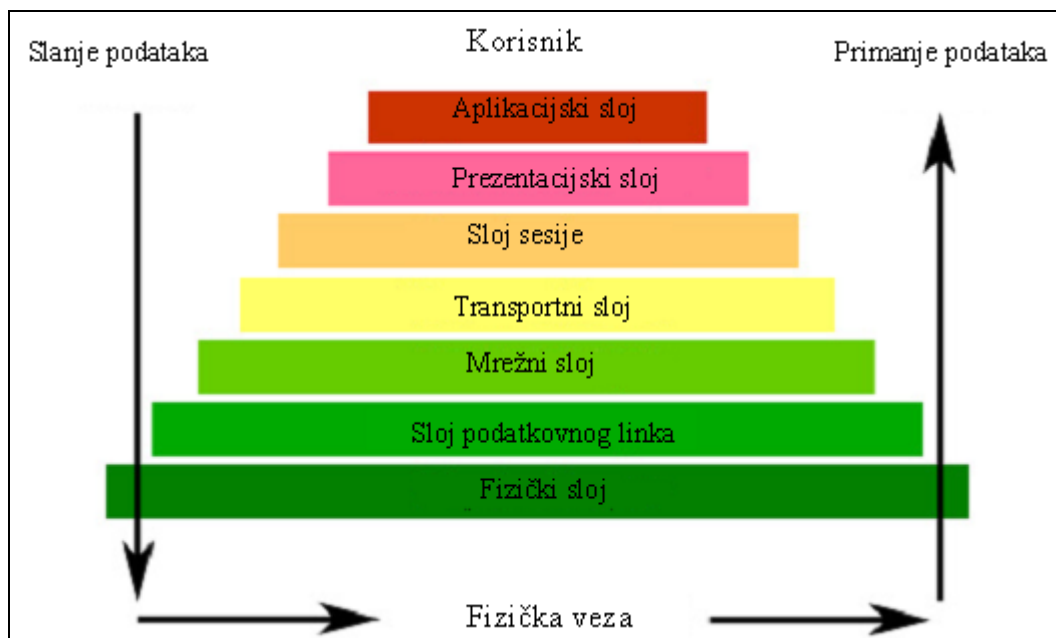 Korisnik
Slanje podataka
Primanje podataka
Aplikacijski sloj
Prezentacijski sloj
Sloj sesije
Transportni sloj
Mrežni sloj
Sloj podatkovnog linka
Fizički sloj
Fizička veza